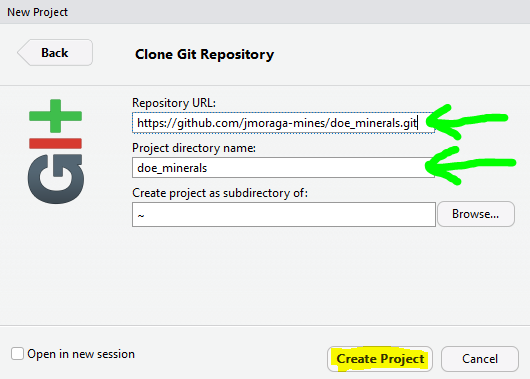 New Project
Back
Clone Git Repository
Repository URL:
https://github.com/jmoraga-mines/doe_minerals.git
Project directory name:
doe_minerals
Create project as subdirectory of:
~
Browse...
Git
Open in new session
Create Project
Cancel